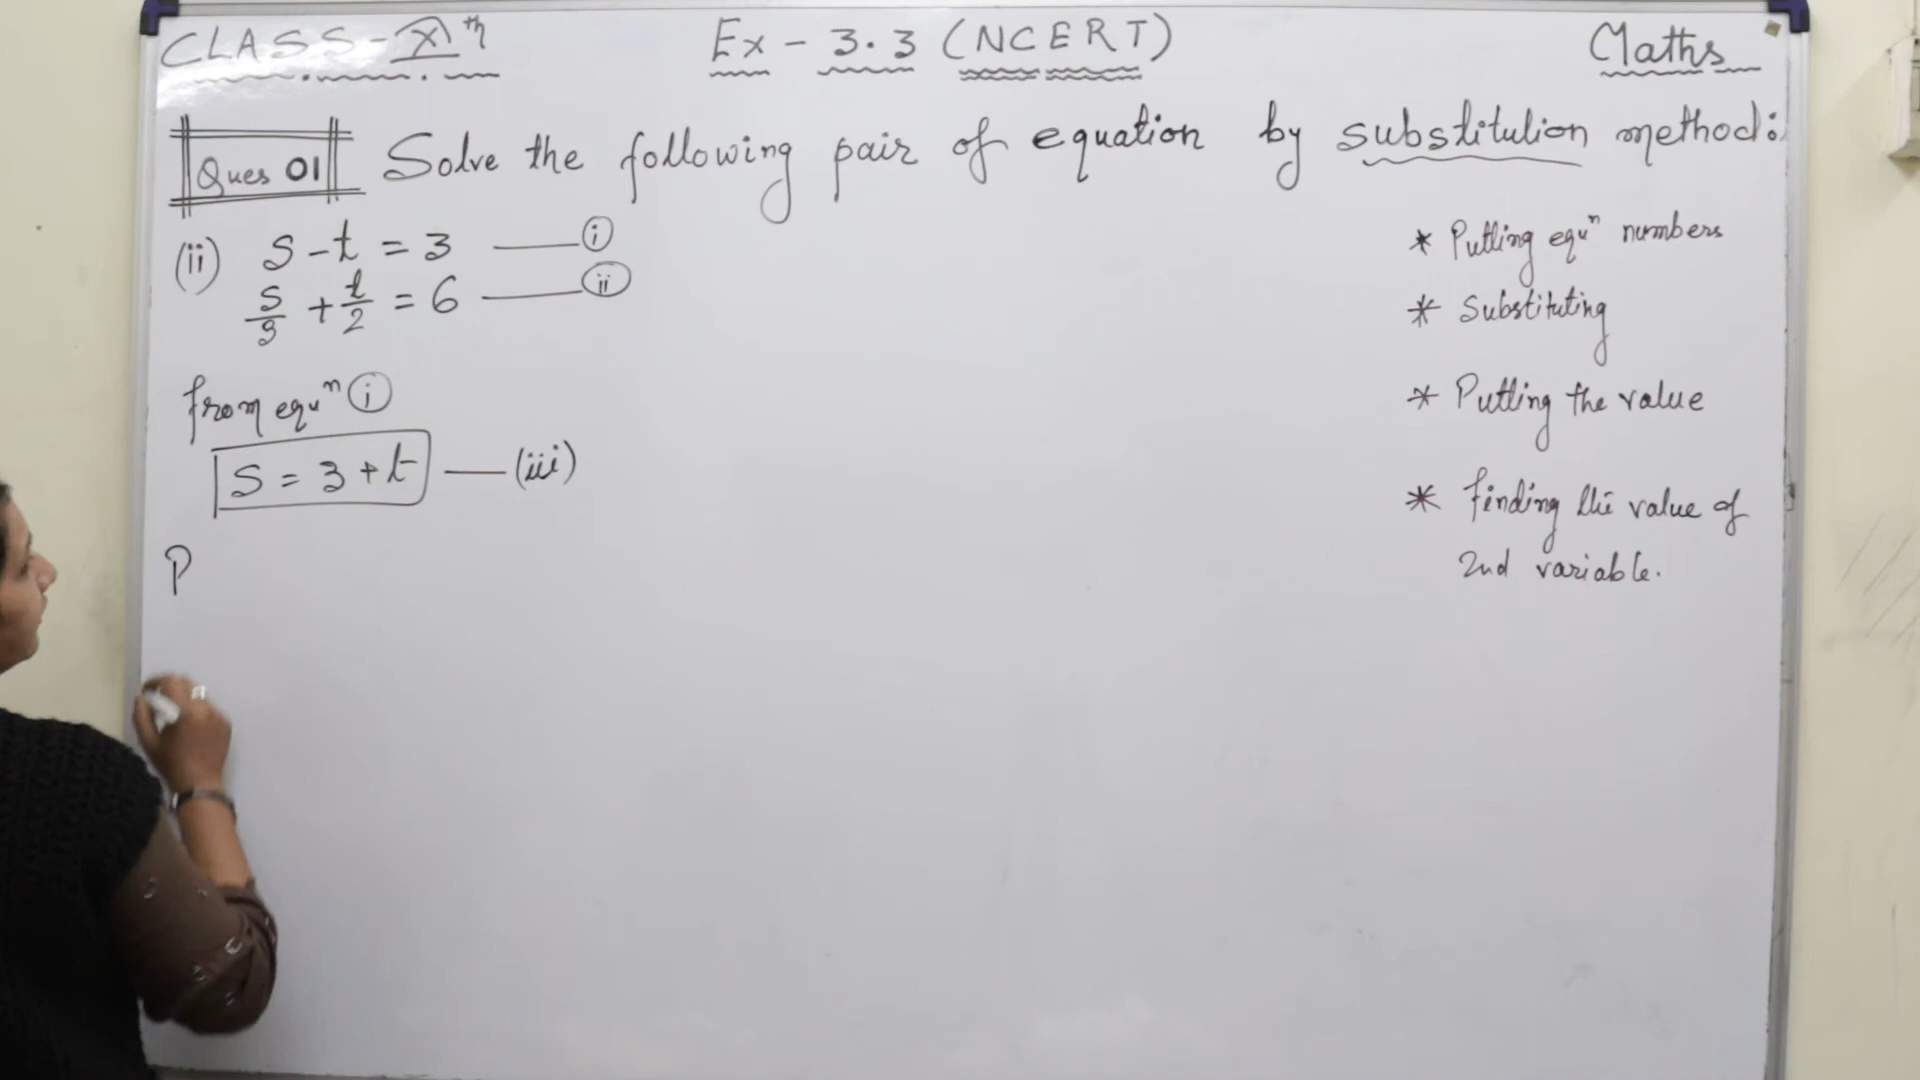 CLASS - Xth
Ex - 3.3 (NCERT)
Maths
Ques 01 Solve the following pair of equation by substitution method:
(ii) s - t = 3 —— (i)
s/3 + t/2 = 6 —— (ii)
from equⁿ (i)
s = 3 + t —— (iii)
P
* Putting equⁿ numbers
* Substituting
* Putting the value
* finding the value of
2nd variable.